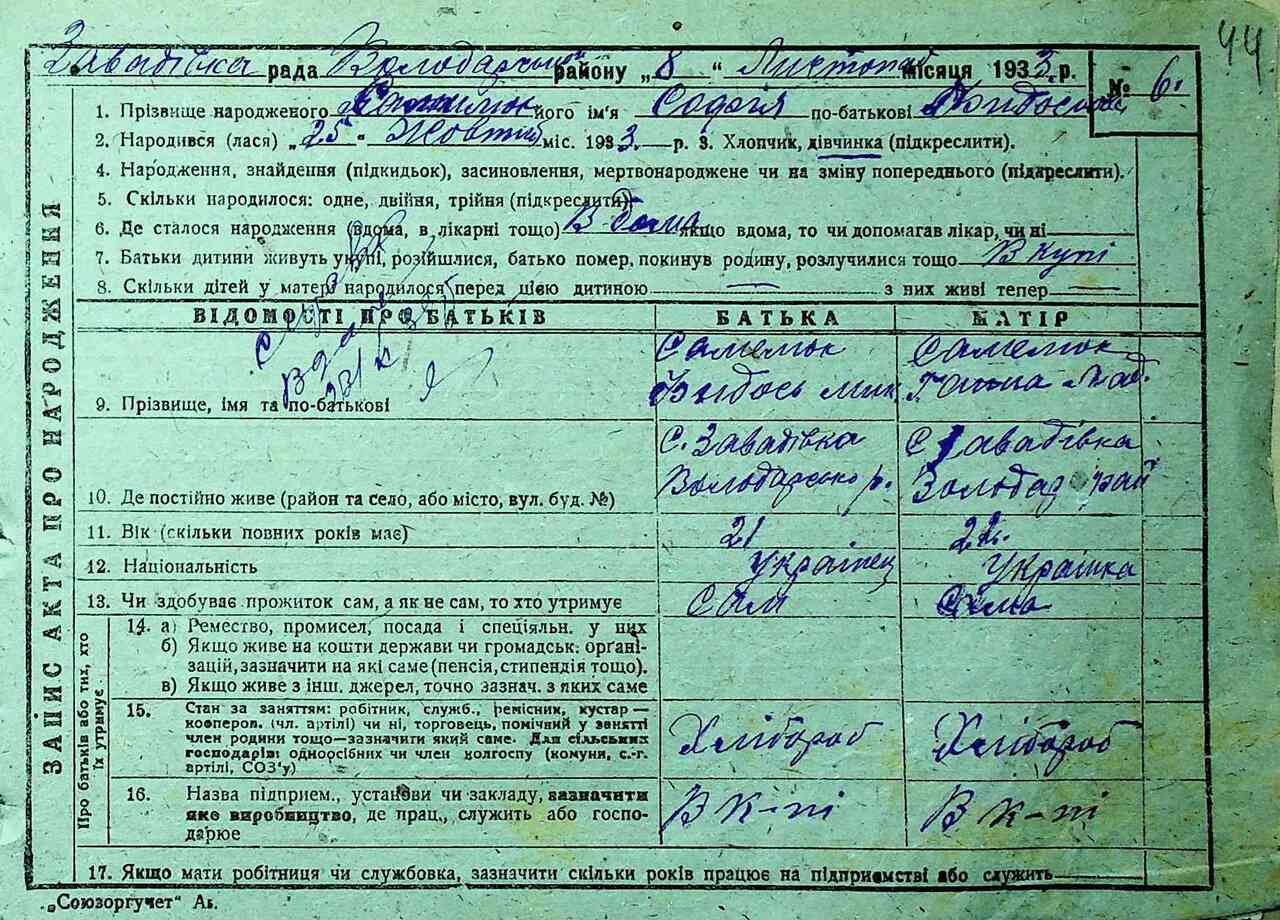 44
Завадівка рада Володарського району „8“ Листопад місяця 1933 р.
№ 6.
1. Прізвище народженого його ім'я Софія по-батькові
2. Народився (лася) „25“ Жовтня міс. 1933 р. 3. Хлопчик, дівчинка (підкреслити).
4. Народження, знайдення (підкидьок), засиновлення, мертвонароджене чи на зміну попереднього (підкреслити).
5. Скільки народилося: одне, двійня, трійня (підкреслити)
6. Де сталося народження (вдома, в лікарні тощо) В дома якщо вдома, то чи допомагав лікар, чи ні
7. Батьки дитини живуть укупі, розійшлися, батько помер, покинув родину, розлучилися тощо В купі
8. Скільки дітей у матері народилося перед цією дитиною — з них живі тепер —
ВІДОМОСТІ ПРО БАТЬКІВ БАТЬКА МАТІР
Самелюк Самелюк
9. Прізвище, імя та по-батькові
с. Завадівка с Завадівка
Володарсько р. Володар рай
10. Де постійно живе (район та село, або місто, вул. буд. №)
11. Вік (скільки повних років має) 21
12. Національність Українец Українка
13. Чи здобуває прожиток сам, а як не сам, то хто утримує Сам Сама
14. а) Ремество, промисел, посада і спеціяльн. у них
б) Якщо живе на кошти держави чи громадськ. органі-
зацій, зазначити на які саме (пенсія, стипендія тощо).
в) Якщо живе з інш. джерел, точно зазнач. з яких саме
15. Стан за заняттям: робітник, служб., ремісник, кустар —
кооперов. (чл. артілі) чи ні, торговець, помічний у занятті
член родини тощо—зазначити який саме. Для сільських
господарів: одноосібних чи член колгоспу (комуни, с.-г.
артілі, СОЗ'у)
Хлібороб Хлібороб
16. Назва підприєм., установи чи закладу, зазначити
яке виробництво, де прац., служить або госпо-
дарює
В к-пі В к-пі
17. Якщо мати робітниця чи службовка, зазначити скільки років працює на підприємстві або служить
ЗАПИС АКТА ПРО НАРОДЖЕННЯ
Про батьків або тих, хто
їх утримує
„Союзоргучет“